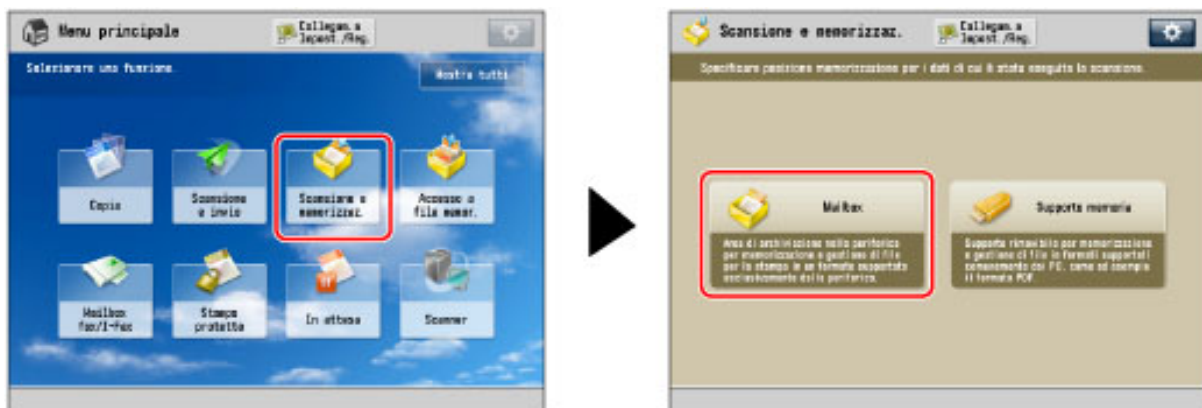 Menu principale
Collegam.a
Impost./Reg.
Selezionare una funzione.
Mostra tutti
Copia
Scansione
e invio
Scansione e
memorizzaz.
Accesso a
file memor.
Mailbox
fax/I-Fax
Stampa
protetta
In attesa
Scanner
Scansione e memorizzaz.
Collegam.a
Impost./Reg.
Specificare posizione memorizzazione per i dati di cui è stata eseguita la scansione.
Mailbox
Area di archiviazione nella periferica
per memorizzazione e gestione di file
per la stampa in un formato supportato
esclusivamente dalla periferica.
Supporto memoria
Supporto rimovibile per memorizzazione
e gestione di file in formati supportati
comunemente dai PC, come ad esempio
il formato PDF.